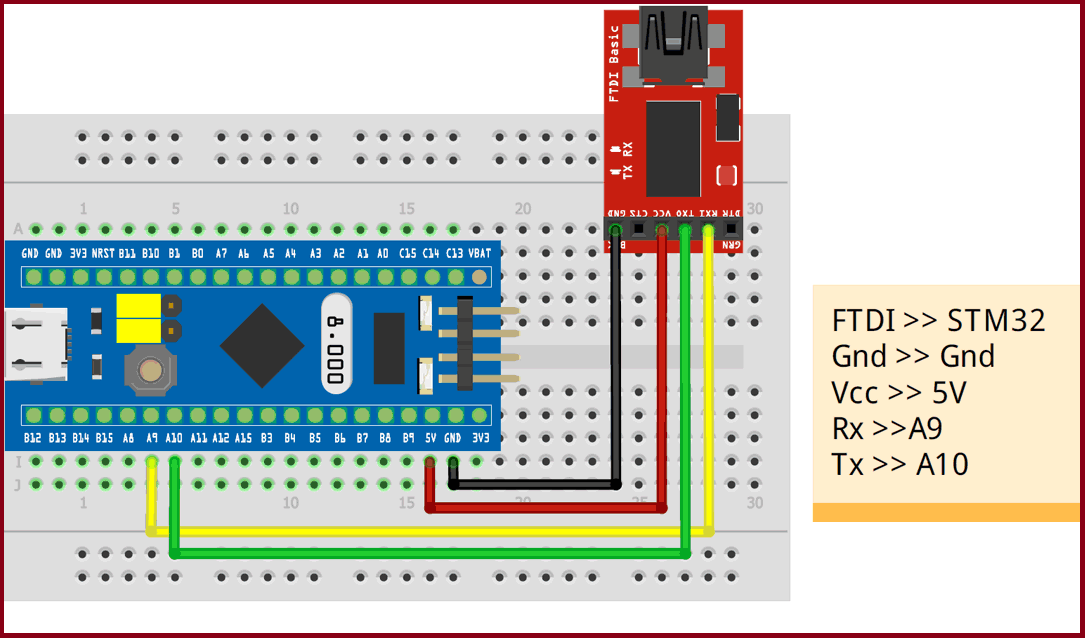 FTDI Basic
TX RX
GND CTS VCC TXO RXI DTR
GRN
1 5 10 15 20 30
A
GND GND 3V3 NRST B11 B10 B1 B0 A7 A6 A5 A4 A3 A2 A1 A0 C15 C14 C13 VBAT
8.000
B12 B13 B14 B15 A8 A9 A10 A11 A12 A15 B3 B4 B5 B6 B7 B8 B9 5V GND 3V3
I
J
1 10 15 25 30
FTDI >> STM32
Gnd >> Gnd
Vcc >> 5V
Rx >>A9
Tx >> A10